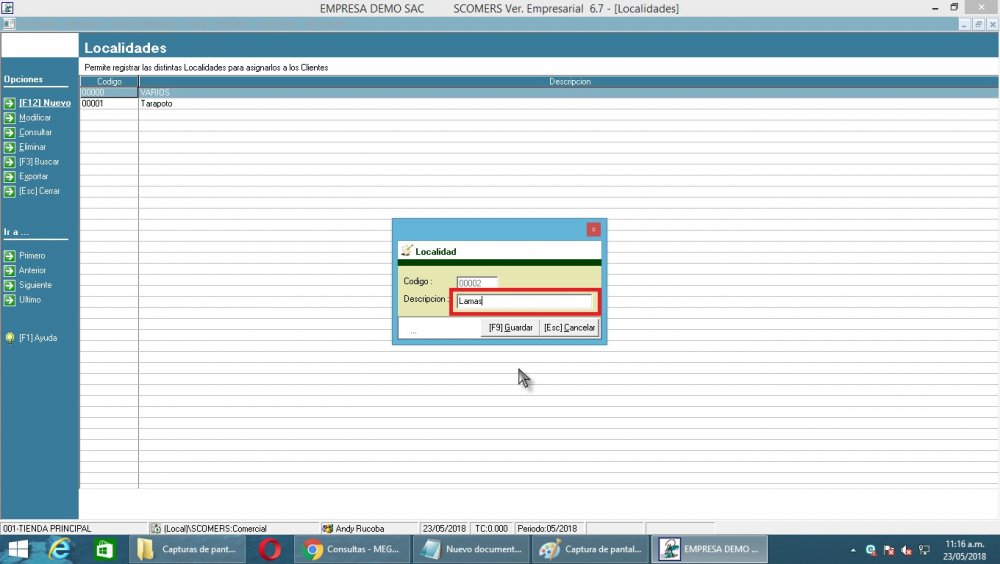 EMPRESA DEMO SAC SCOMERS Ver. Empresarial 6.7 - [Localidades]
Localidades
Permite registrar las distintas Localidades para asignarlos a los Clientes
Opciones
[F12] Nuevo
Modificar
Consultar
Eliminar
[F3] Buscar
Exportar
[Esc] Cerrar
Ir a ...
Primero
Anterior
Siguiente
Ultimo
[F1] Ayuda
Codigo Descripcion
00000 VARIOS
00001 Tarapoto
Localidad
Codigo : 00002
Descripcion : Lamas
... [F9] Guardar [Esc] Cancelar
001-TIENDA PRINCIPAL (Local)\SCOMERS:Comercial Andy Rucoba 23/05/2018 TC:0.000 Periodo:05/2018
Capturas de pant... Consultas - MEG... Nuevo document... Captura de pantal... EMPRESA DEMO ... 11:16 a.m.
23/05/2018